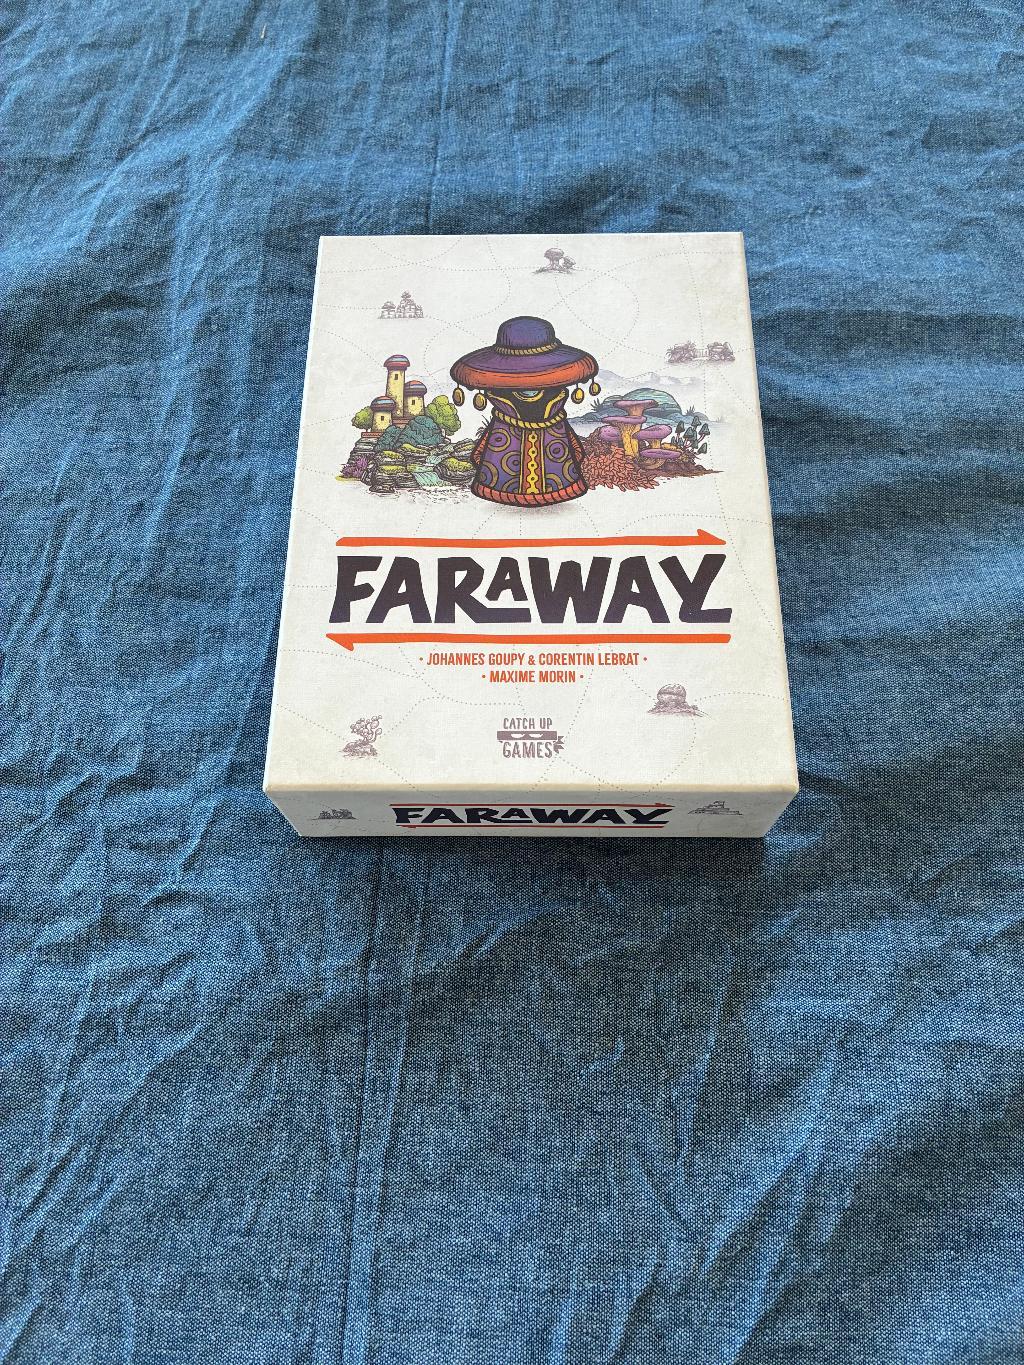 FARAWAY
• JOHANNES GOUPY & CORENTIN LEBRAT •
• MAXIME MORIN •
CATCH UP
GAMES
FARAWAY